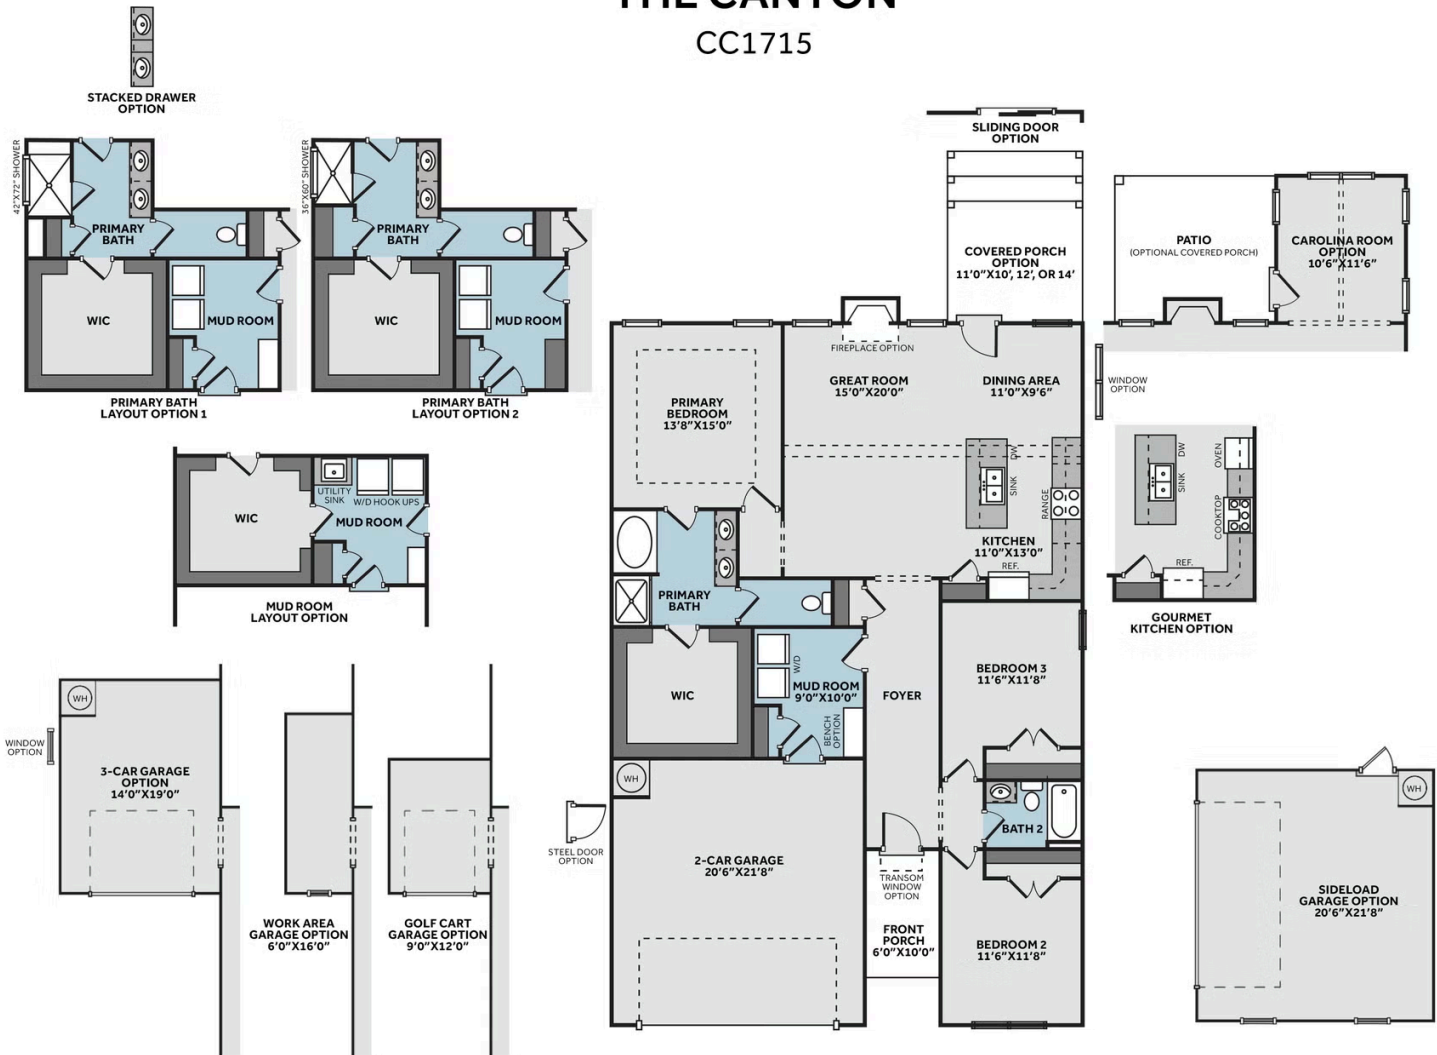 THE CANTON
CC1715
STACKED DRAWER
OPTION
42"X72" SHOWER
PRIMARY
BATH
WIC
MUD ROOM
PRIMARY BATH
LAYOUT OPTION 1
36"X60" SHOWER
PRIMARY
BATH
WIC
MUD ROOM
PRIMARY BATH
LAYOUT OPTION 2
WIC
UTILITY
SINK
W/D HOOK UPS
MUD ROOM
MUD ROOM
LAYOUT OPTION
WH
WINDOW
OPTION
3-CAR GARAGE
OPTION
14'0"X19'0"
WORK AREA
GARAGE OPTION
6'0"X16'0"
GOLF CART
GARAGE OPTION
9'0"X12'0"
STEEL DOOR
OPTION
SLIDING DOOR
OPTION
COVERED PORCH
OPTION
11'0"X10', 12', OR 14'
FIREPLACE OPTION
PRIMARY
BEDROOM
13'8"X15'0"
GREAT ROOM
15'0"X20'0"
DINING AREA
11'0"X9'6"
DW
SINK
RANGE
KITCHEN
11'0"X13'0"
REF.
PRIMARY
BATH
WIC
W/D
MUD ROOM
9'0"X10'0"
BENCH
OPTION
FOYER
BEDROOM 3
11'6"X11'8"
WH
2-CAR GARAGE
20'6"X21'8"
BATH 2
TRANSOM
WINDOW
OPTION
FRONT
PORCH
6'0"X10'0"
BEDROOM 2
11'6"X11'8"
PATIO
(OPTIONAL COVERED PORCH)
CAROLINA ROOM
OPTION
10'6"X11'6"
WINDOW
OPTION
DW
SINK
OVEN
COOKTOP
REF.
GOURMET
KITCHEN OPTION
WH
SIDELOAD
GARAGE OPTION
20'6"X21'8"